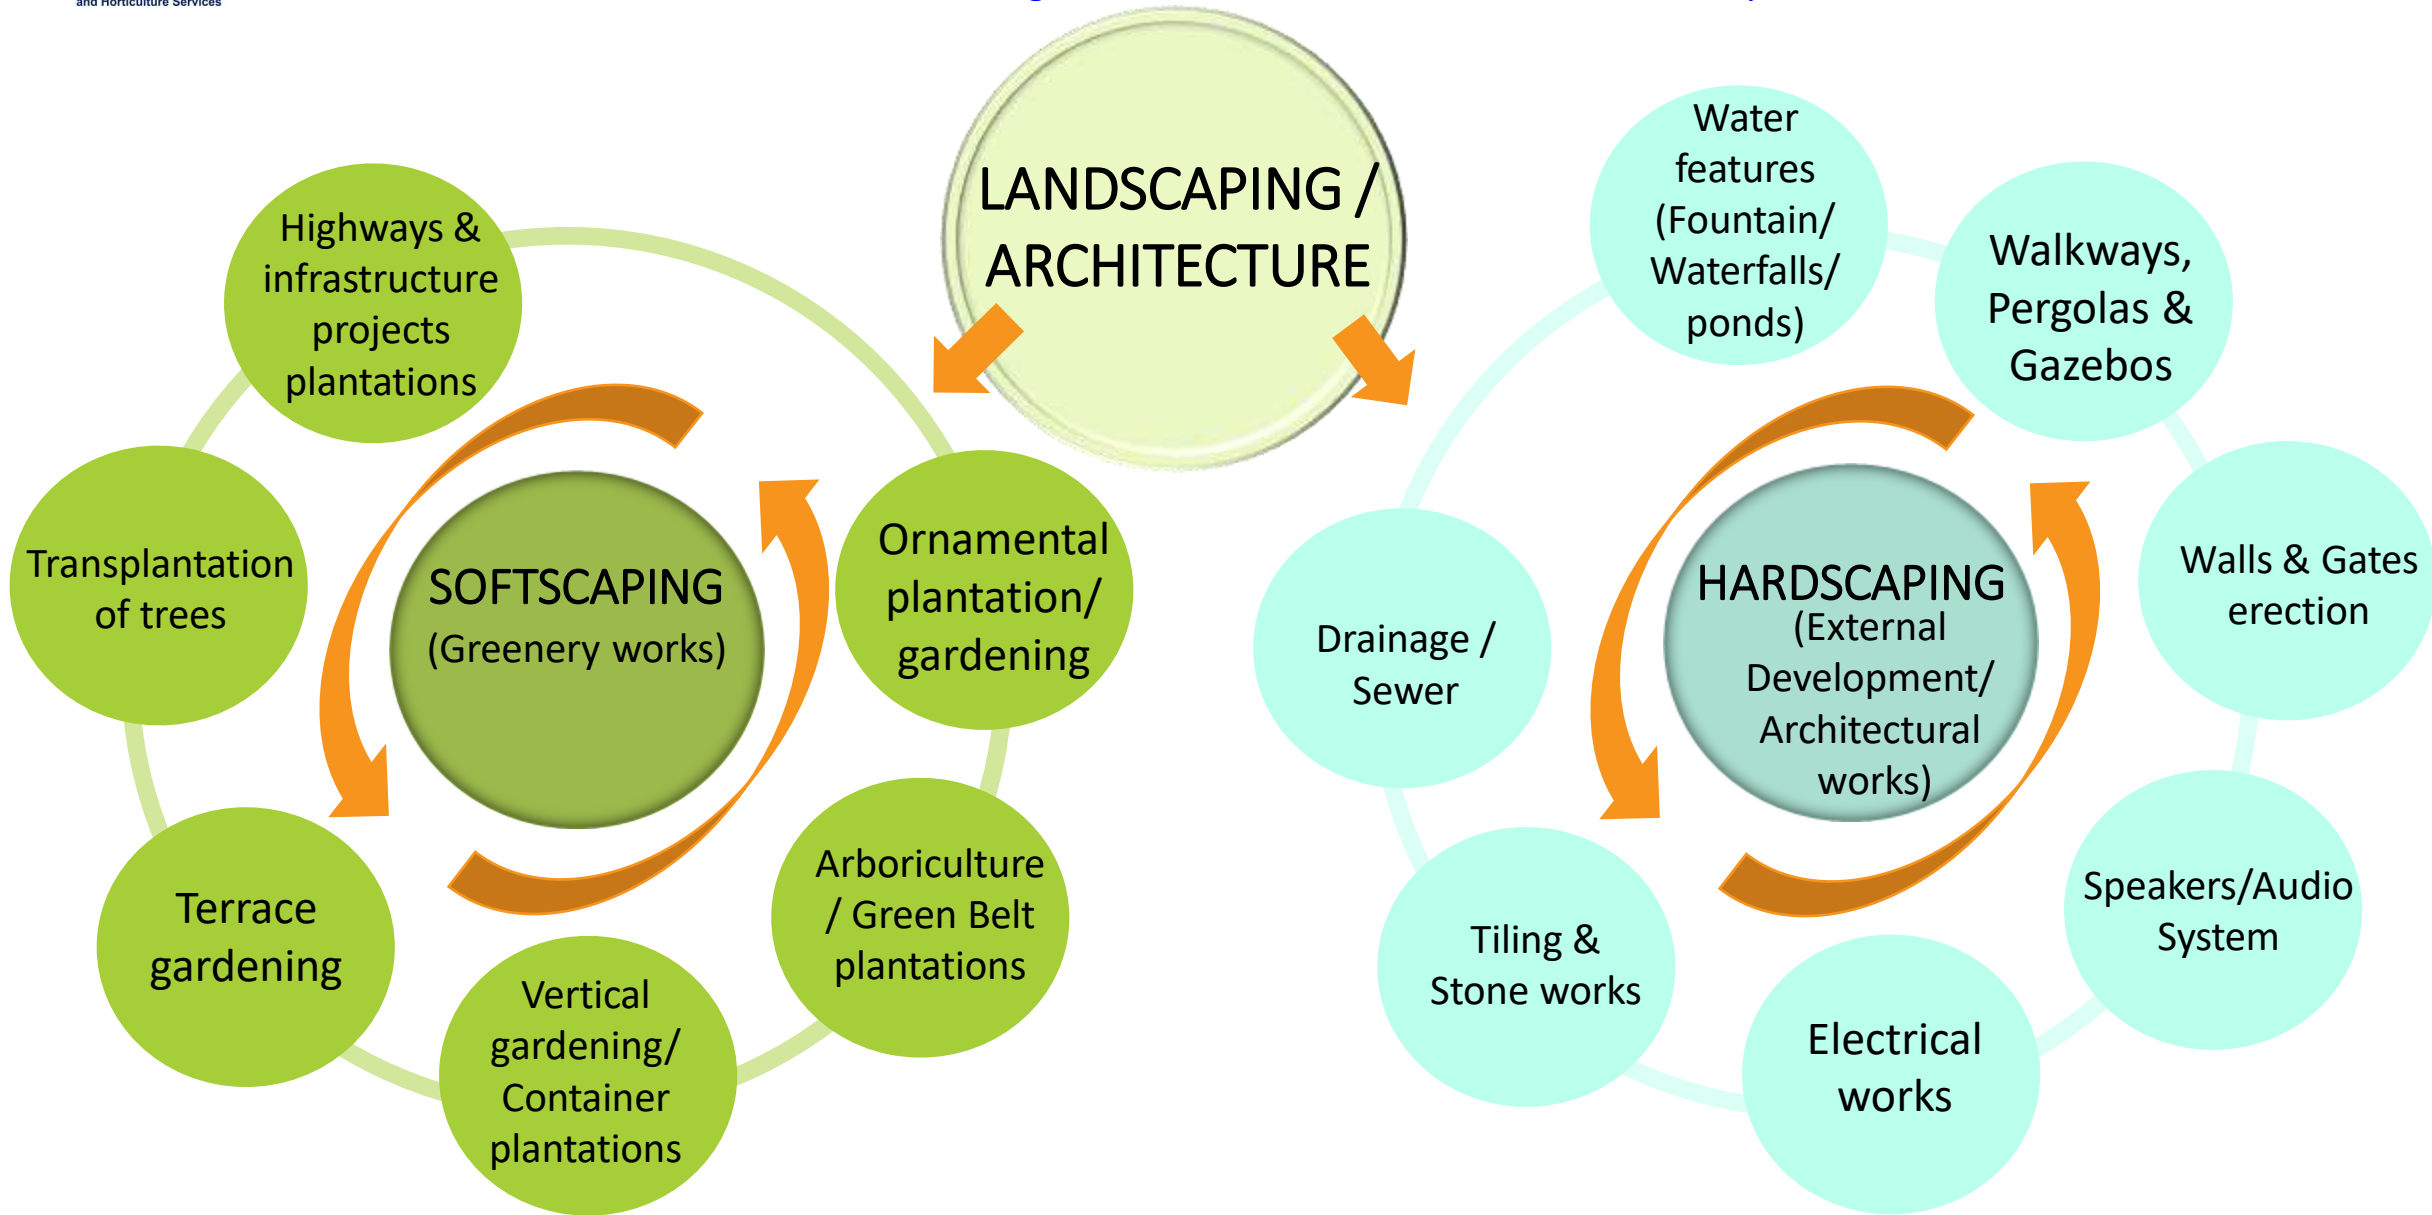 and Horticulture Services
LANDSCAPING /
ARCHITECTURE
Highways &
infrastructure
projects
plantations
Transplantation
of trees
Terrace
gardening
Vertical
gardening/
Container
plantations
Arboriculture
/ Green Belt
plantations
Ornamental
plantation/
gardening
SOFTSCAPING
(Greenery works)
Water
features
(Fountain/
Waterfalls/
ponds)
Walkways,
Pergolas &
Gazebos
Walls & Gates
erection
Speakers/Audio
System
Electrical
works
Tiling &
Stone works
Drainage /
Sewer
HARDSCAPING
(External
Development/
Architectural
works)